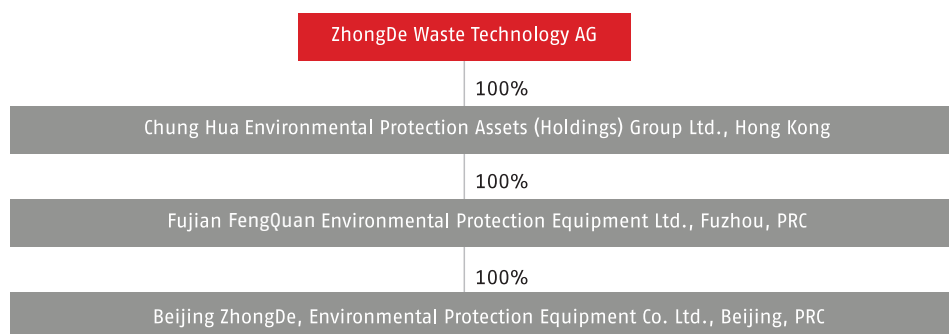 ZhongDe Waste Technology AG
100%
Chung Hua Environmental Protection Assets (Holdings) Group Ltd., Hong Kong
100%
Fujian FengQuan Environmental Protection Equipment Ltd., Fuzhou, PRC
100%
Beijing ZhongDe, Environmental Protection Equipment Co. Ltd., Beijing, PRC